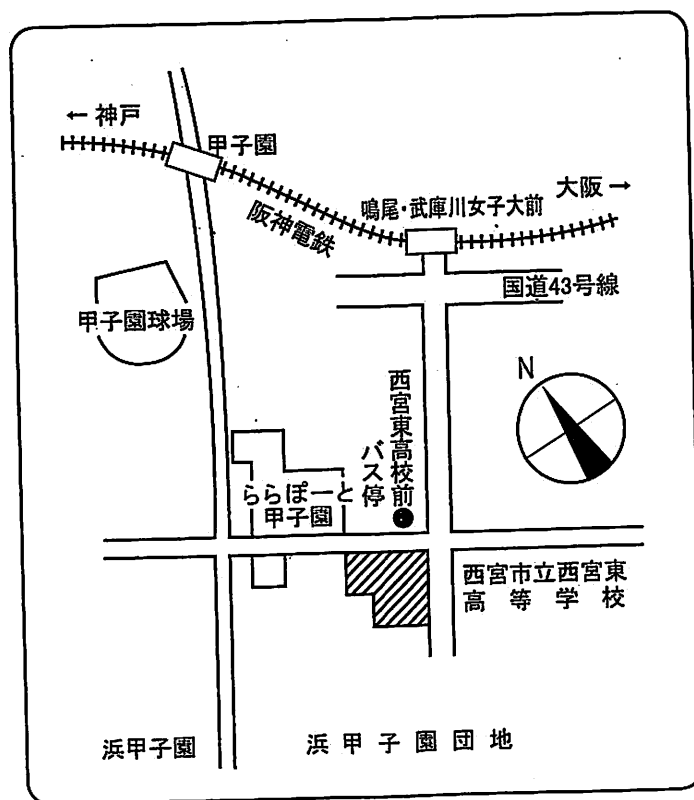 ← 神戸
甲子園
大阪 →
鳴尾・武庫川女子大前
阪神電鉄
国道43号線
甲子園球場
N
西宮東高校前
バス停
ららぽーと
甲子園
西宮市立西宮東
高等学校
浜甲子園
浜甲子園団地